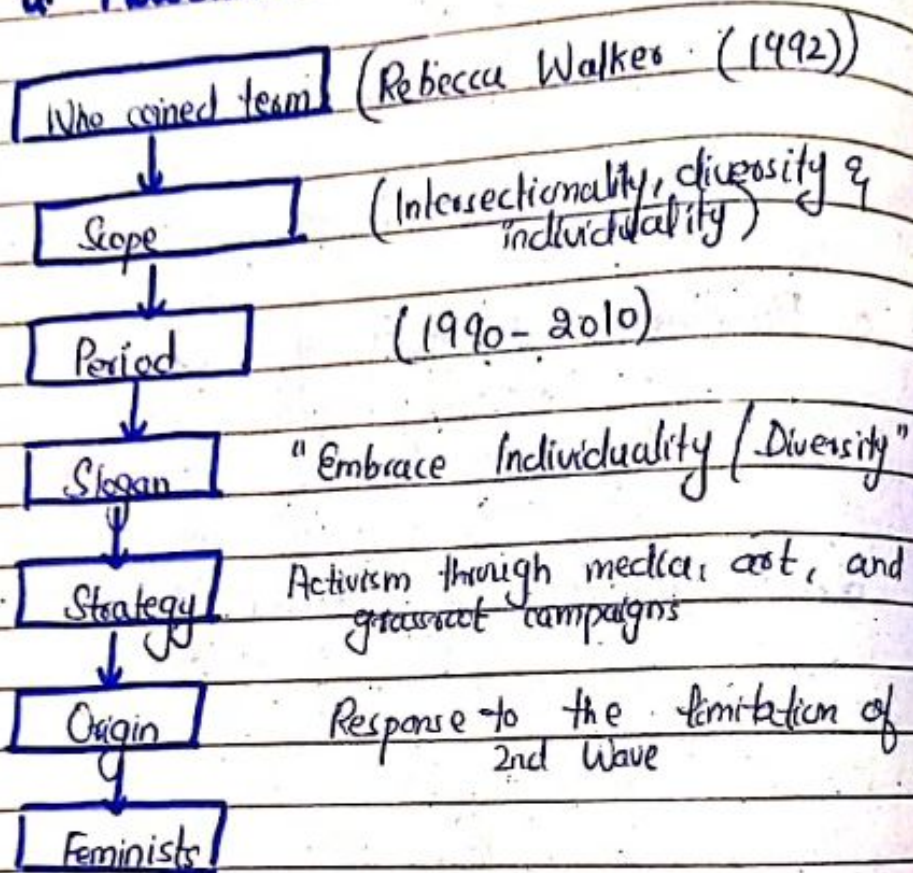 Who coined team (Rebecca Walker (1992))
Scope (Intersectionality, diversity &
individuality)
Period (1990-2010)
Slogan "Embrace Individuality / Diversity"
Strategy Activism through media, art, and
grassroot campaigns
Origin Response to the limitation of
2nd Wave
Feminists